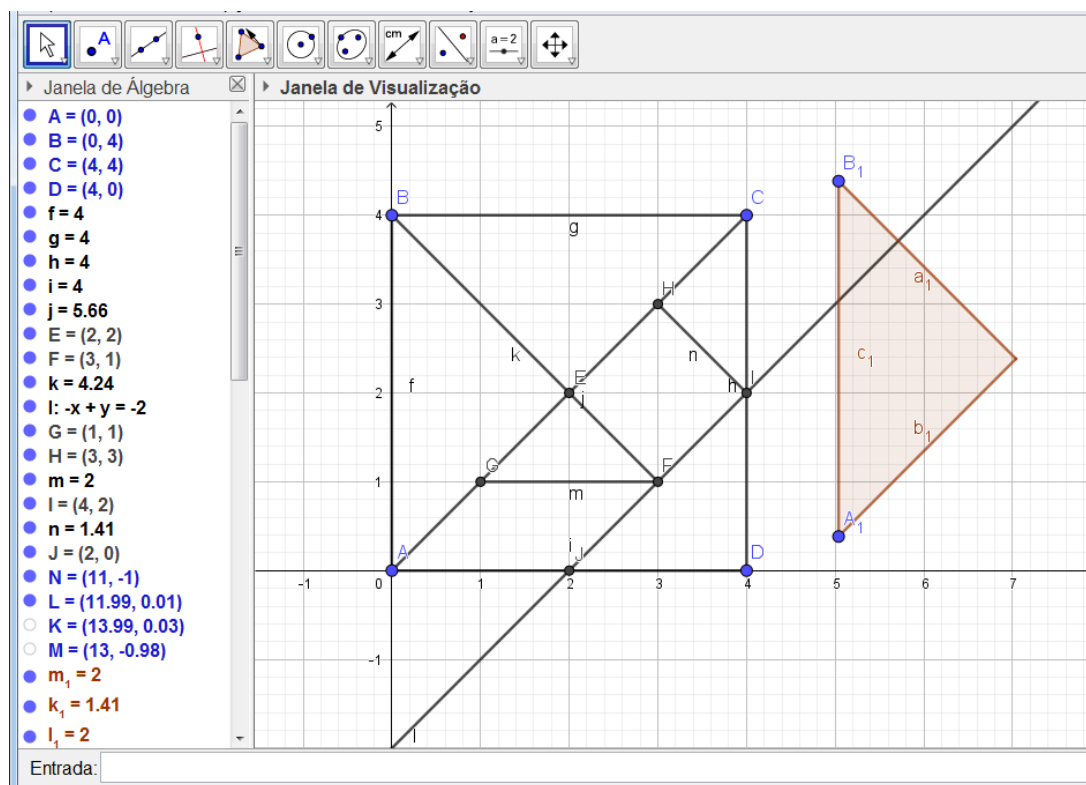 cm
a=2
A
Janela de Álgebra
Janela de Visualização
A = (0, 0)
B = (0, 4)
C = (4, 4)
D = (4, 0)
f = 4
g = 4
h = 4
i = 4
j = 5.66
E = (2, 2)
F = (3, 1)
k = 4.24
l: -x + y = -2
G = (1, 1)
H = (3, 3)
m = 2
I = (4, 2)
n = 1.41
J = (2, 0)
N = (11, -1)
L = (11.99, 0.01)
K = (13.99, 0.03)
M = (13, -0.98)
m₁ = 2
k₁ = 1.41
l₁ = 2
5
B₁
B
C
4
g
a₁
H
3
k
n
c₁
f
E
j
h
I
2
b₁
G
F
1
m
A₁
A
i
J
D
-1
0
1
2
3
4
5
6
7
-1
l
Entrada: